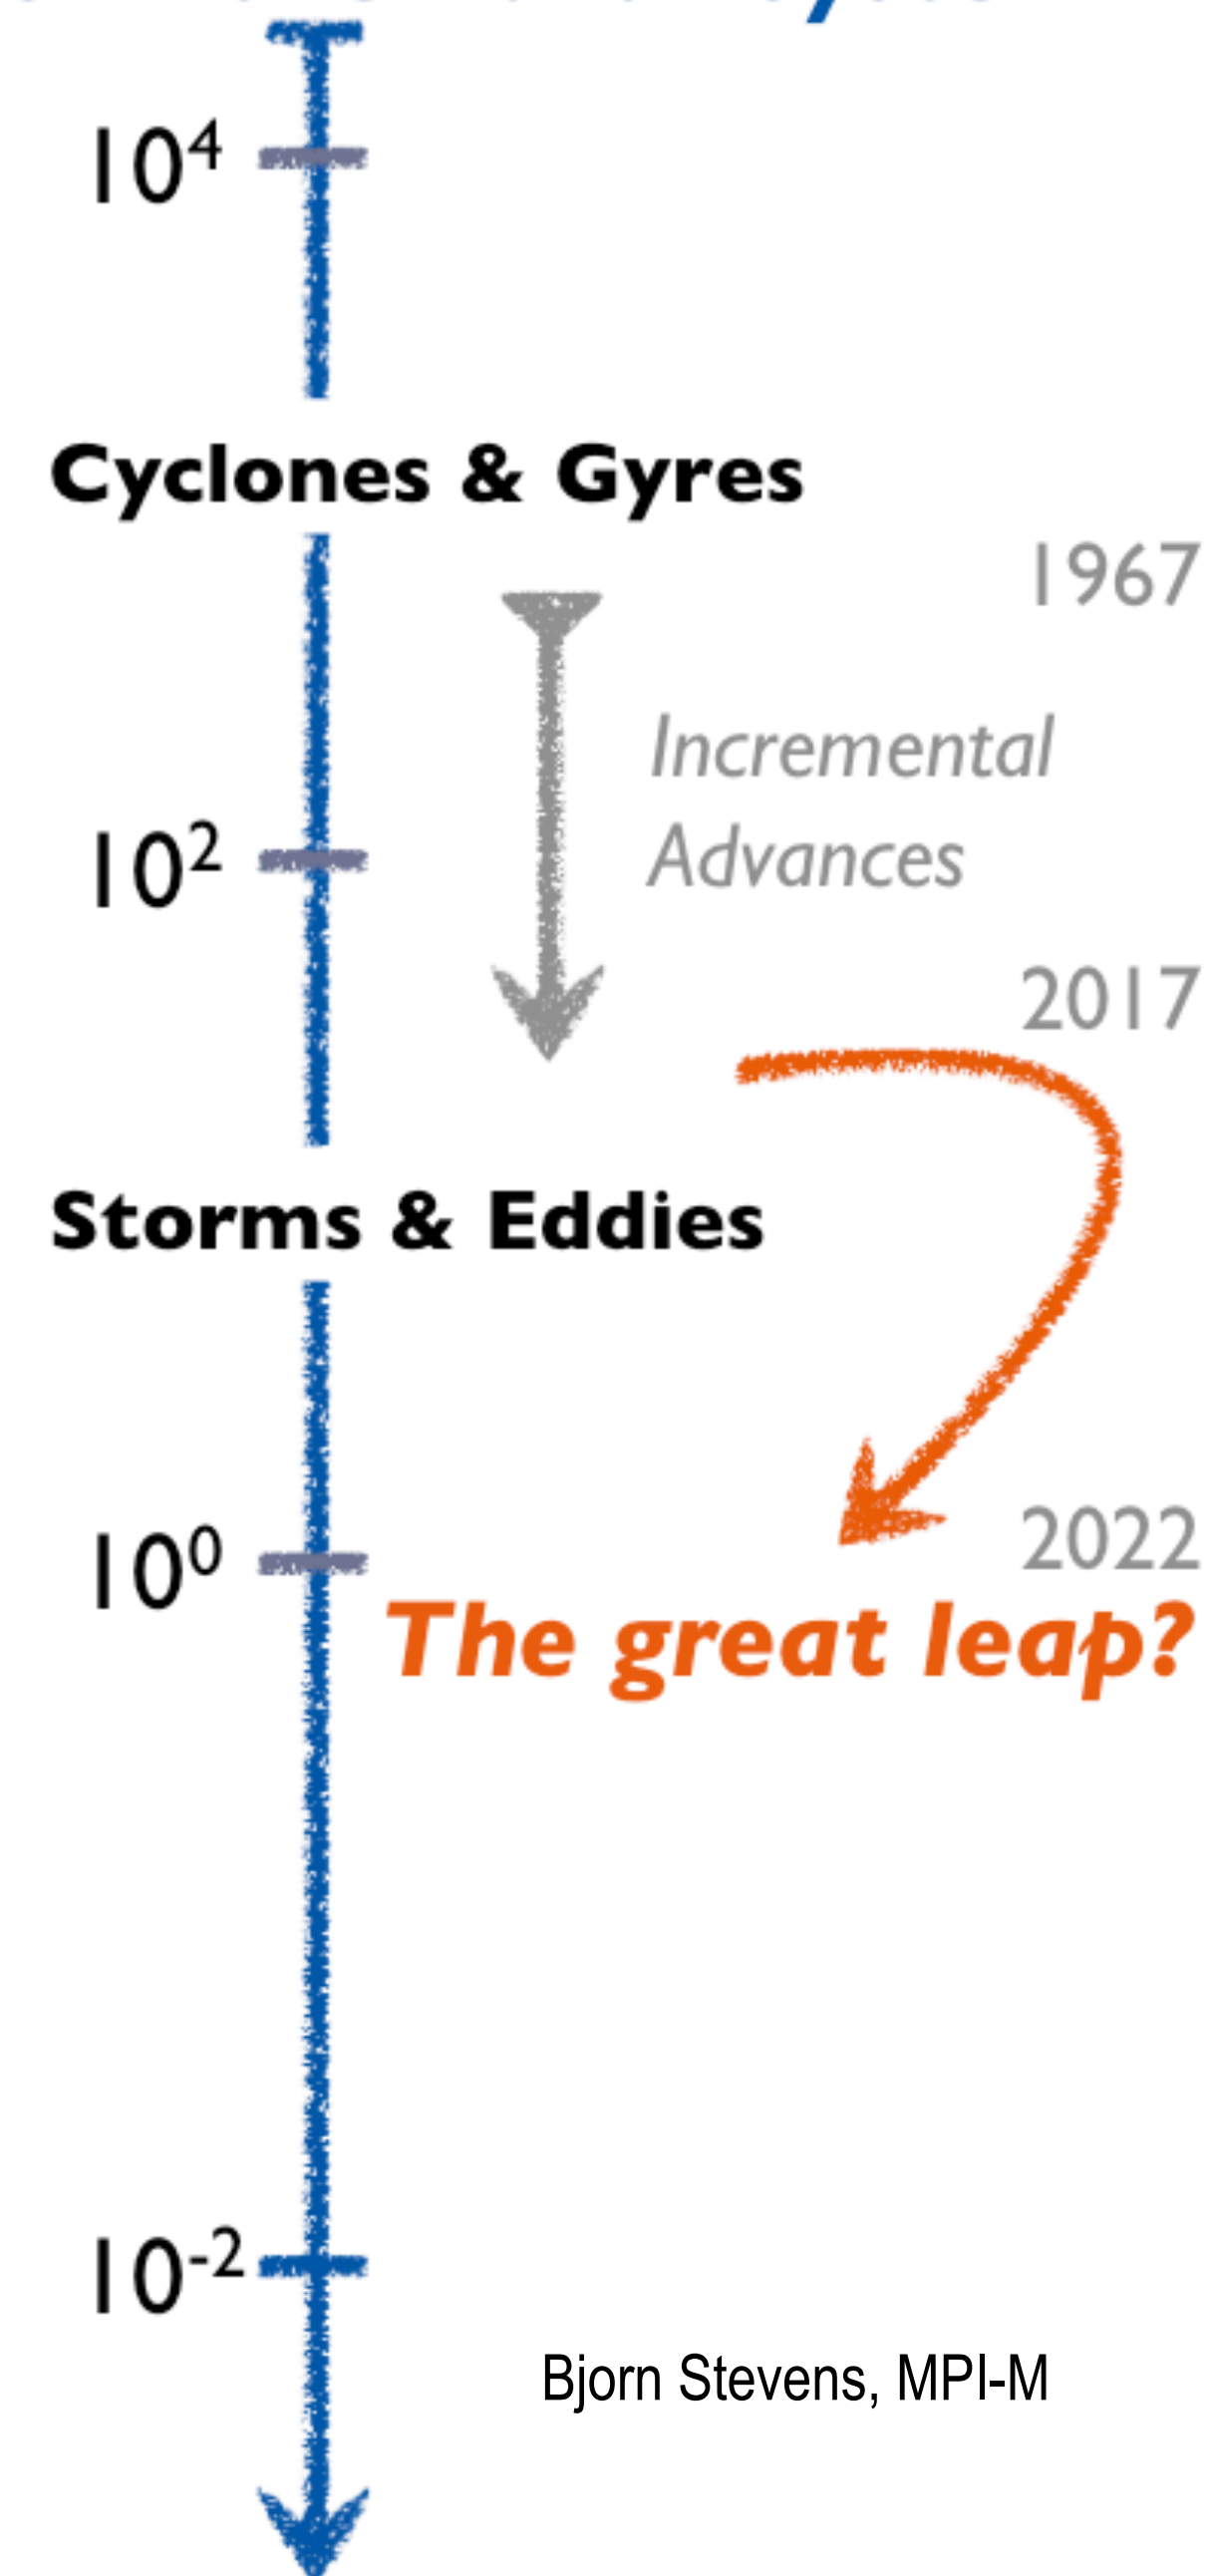 10⁴
Cyclones & Gyres
1967
Incremental
Advances
10²
2017
Storms & Eddies
2022
10⁰
The great leap?
10⁻²
Bjorn Stevens, MPI-M